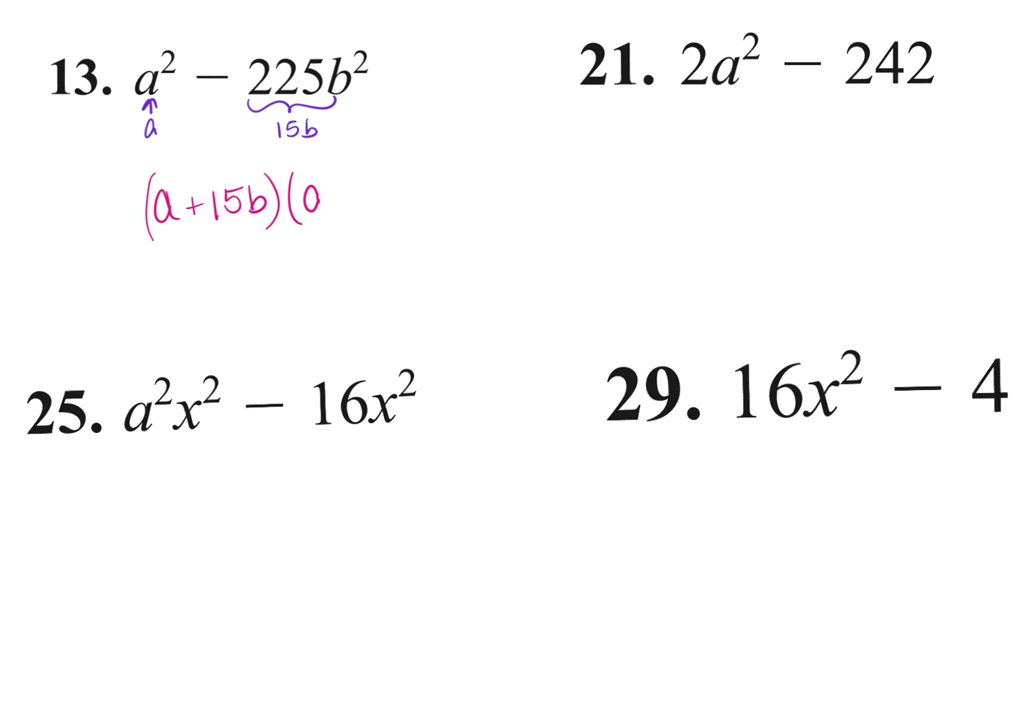 13. a² − 225b²
a
15b
(a+15b)(a
21. 2a² − 242
25. a²x² − 16x²
29. 16x² − 4